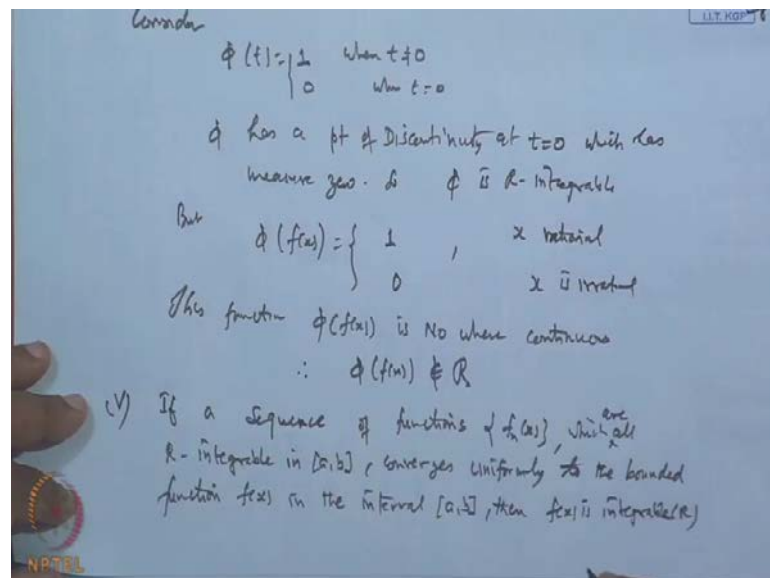 Consider
I.I.T. KGP
ϕ(t) = { 1 when t ≠ 0
0 when t = 0
ϕ has a pt of Discontinuity at t=0 which has
measure zero. So ϕ is R-integrable
But
ϕ(f(x)) = { 1 , x rational
0 x is irrational
This function ϕ(f(x)) is No where continuous
∴ ϕ(f(x)) ∉ R
(V) If a sequence of functions {fn(x)}, which are all
R-integrable in [a,b], converges uniformly to the bounded
function f(x) in the interval [a,b], then f(x) is integrable(R)
NPTEL